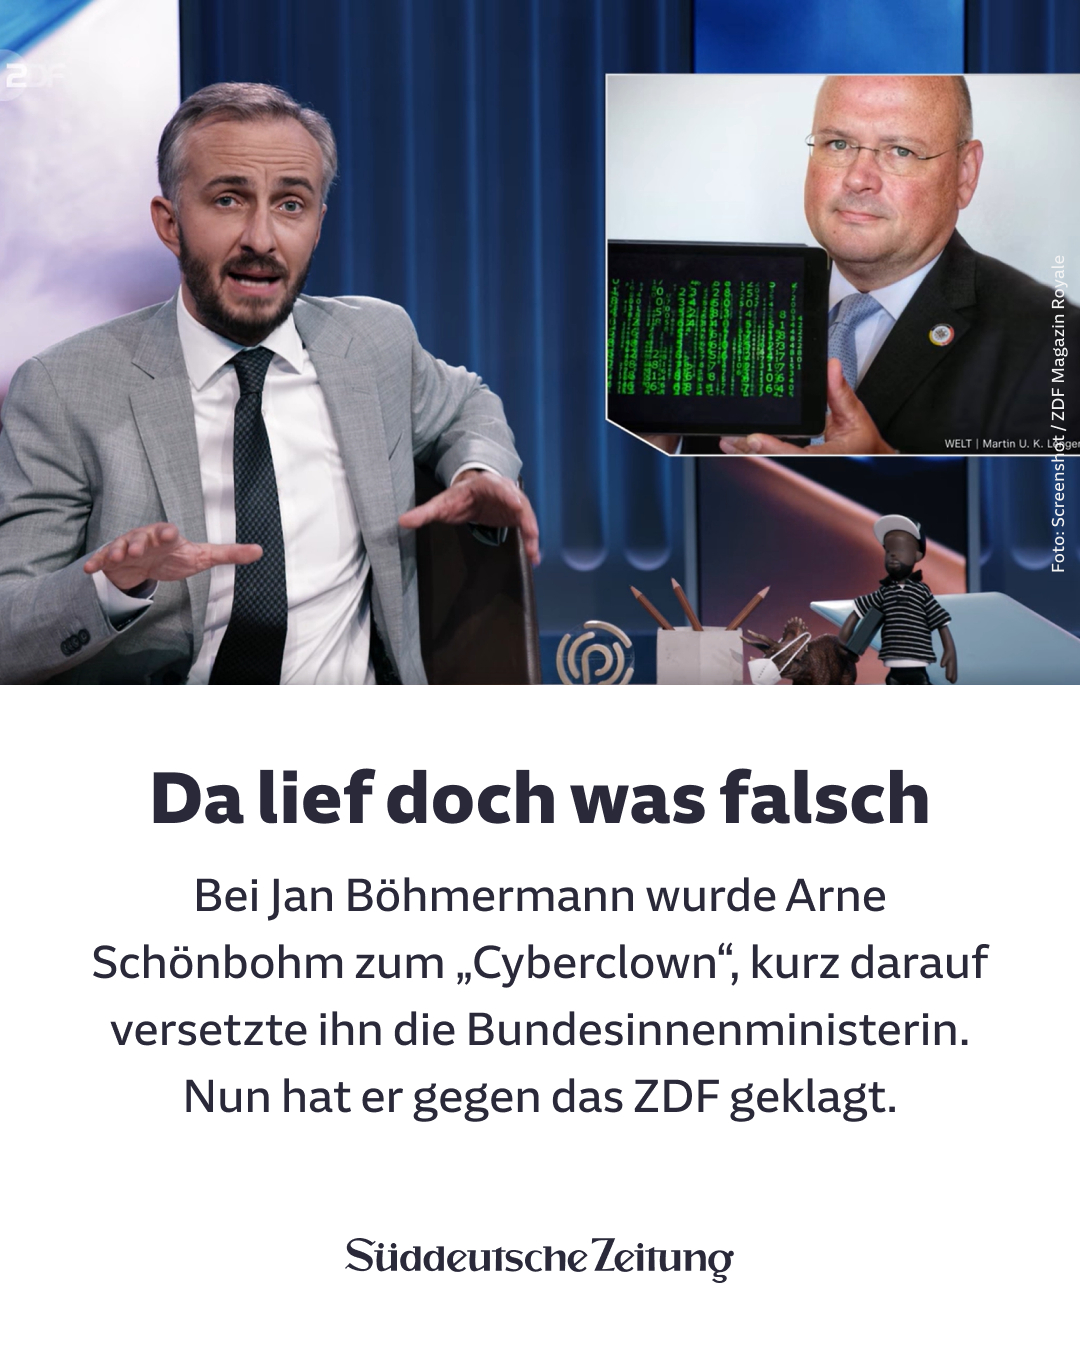 ZDF
WELT | Martin U. K. Lenger
Foto: Screenshot / ZDF Magazin Royale
Da lief doch was falsch
Bei Jan Böhmermann wurde Arne
Schönbohm zum „Cyberclown“, kurz darauf
versetzte ihn die Bundesinnenministerin.
Nun hat er gegen das ZDF geklagt.
Süddeutsche Zeitung